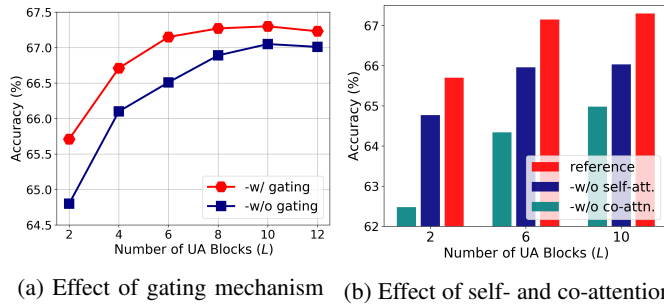 67.5
67.0
66.5
66.0
65.5
65.0
64.5
Accuracy (%)
2 4 6 8 10 12
Number of UA Blocks (L)
-w/ gating
-w/o gating
(a) Effect of gating mechanism
67
66
65
64
63
62
Accuracy (%)
2 6 10
Number of UA Blocks (L)
reference
-w/o self-att.
-w/o co-attn.
(b) Effect of self- and co-attention